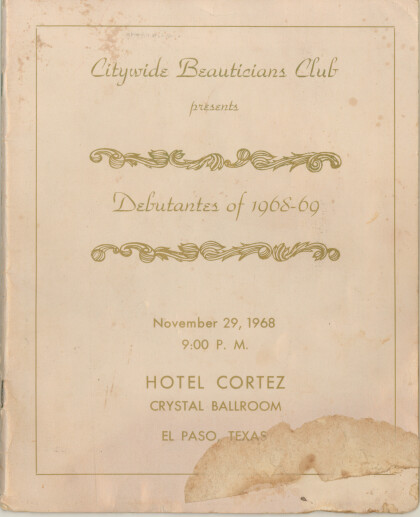 Citywide Beauticians Club
presents
Debutantes of 1968-69
November 29, 1968
9:00 P. M.
HOTEL CORTEZ
CRYSTAL BALLROOM
EL PASO, TEXAS